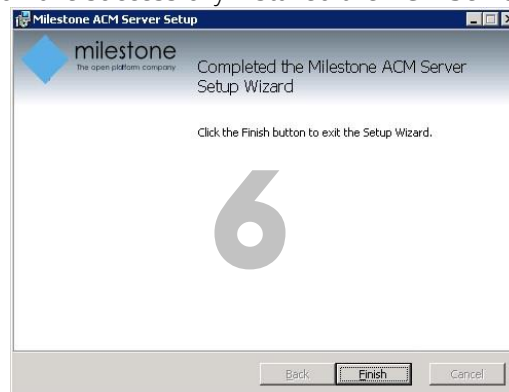 Milestone ACM Server Setup
milestone
The open platform company
Completed the Milestone ACM Server
Setup Wizard
Click the Finish button to exit the Setup Wizard.
6
Back Finish Cancel